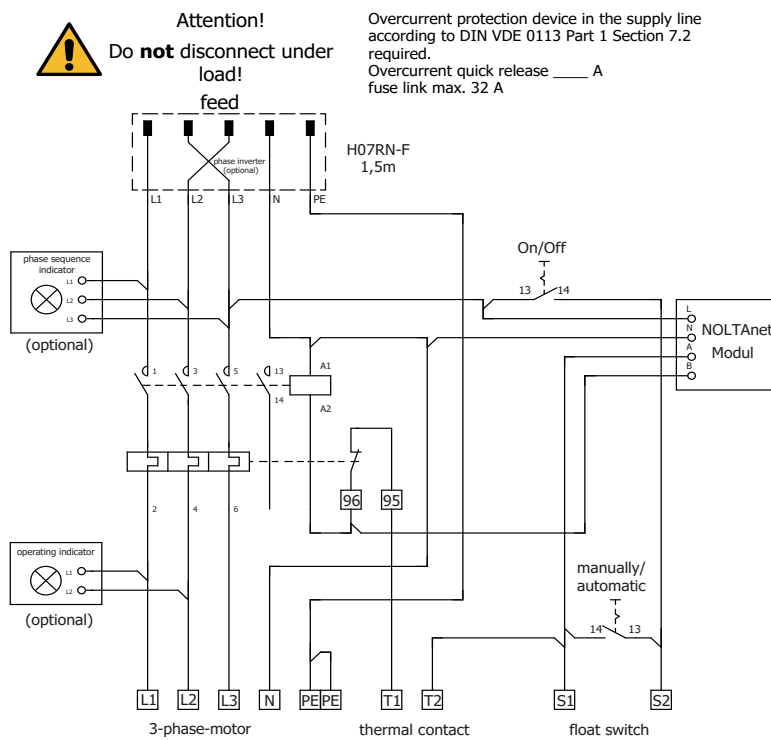 Attention!
Do not disconnect under
load!
Overcurrent protection device in the supply line
according to DIN VDE 0113 Part 1 Section 7.2
required.
Overcurrent quick release ____ A
fuse link max. 32 A
feed
phase inverter
(optional)
H07RN-F
1,5m
L1 L2 L3 N PE
phase sequence
indicator
L1
L2
L3
(optional)
On/Off
13 14
L
N
A
B
NOLTAnet
Modul
1 3 5 13 A1
14 A2
96 95
2 4 6
operating indicator
L1
L2
(optional)
manually/
automatic
14 13
L1 L2 L3 N PE PE T1 T2 S1 S2
3-phase-motor thermal contact float switch